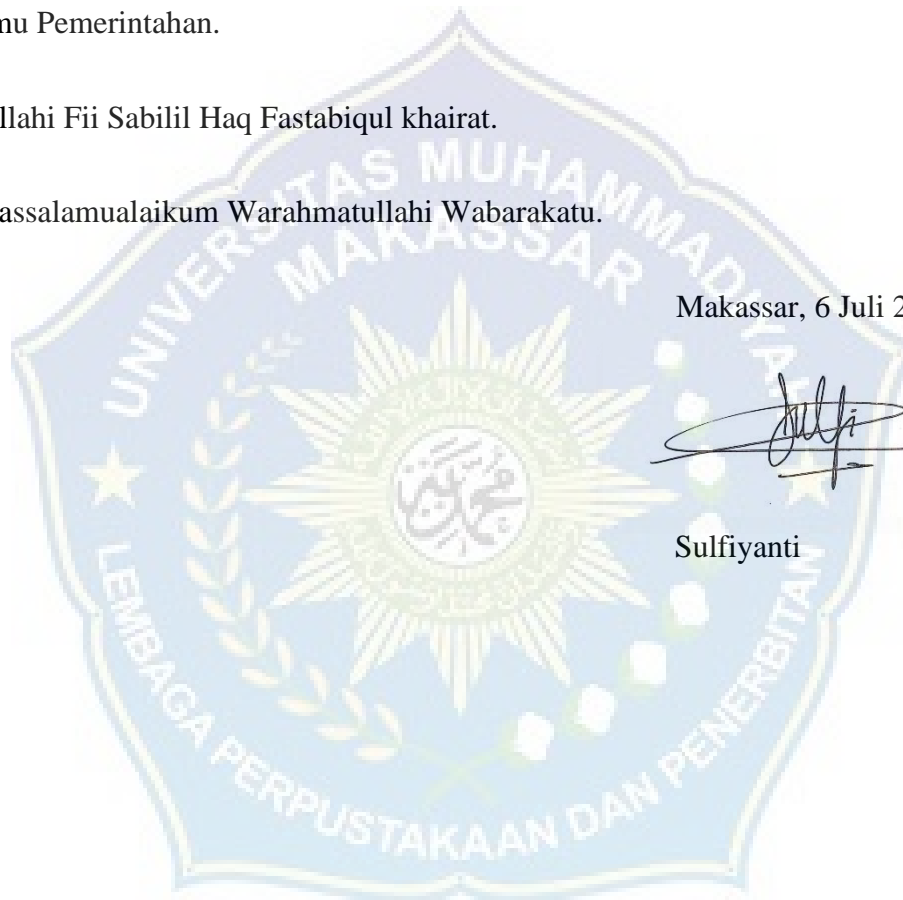 mu Pemerintahan.
llahi Fii Sabilil Haq Fastabiqul khairat.
assalamualaikum Warahmatullahi Wabarakatu.
Makassar, 6 Juli 2
Sulfiyanti
UNIVERSITAS MUHAMMADIYAH
MAKASSAR
LEMBAGA PERPUSTAKAAN DAN PENERBITAN